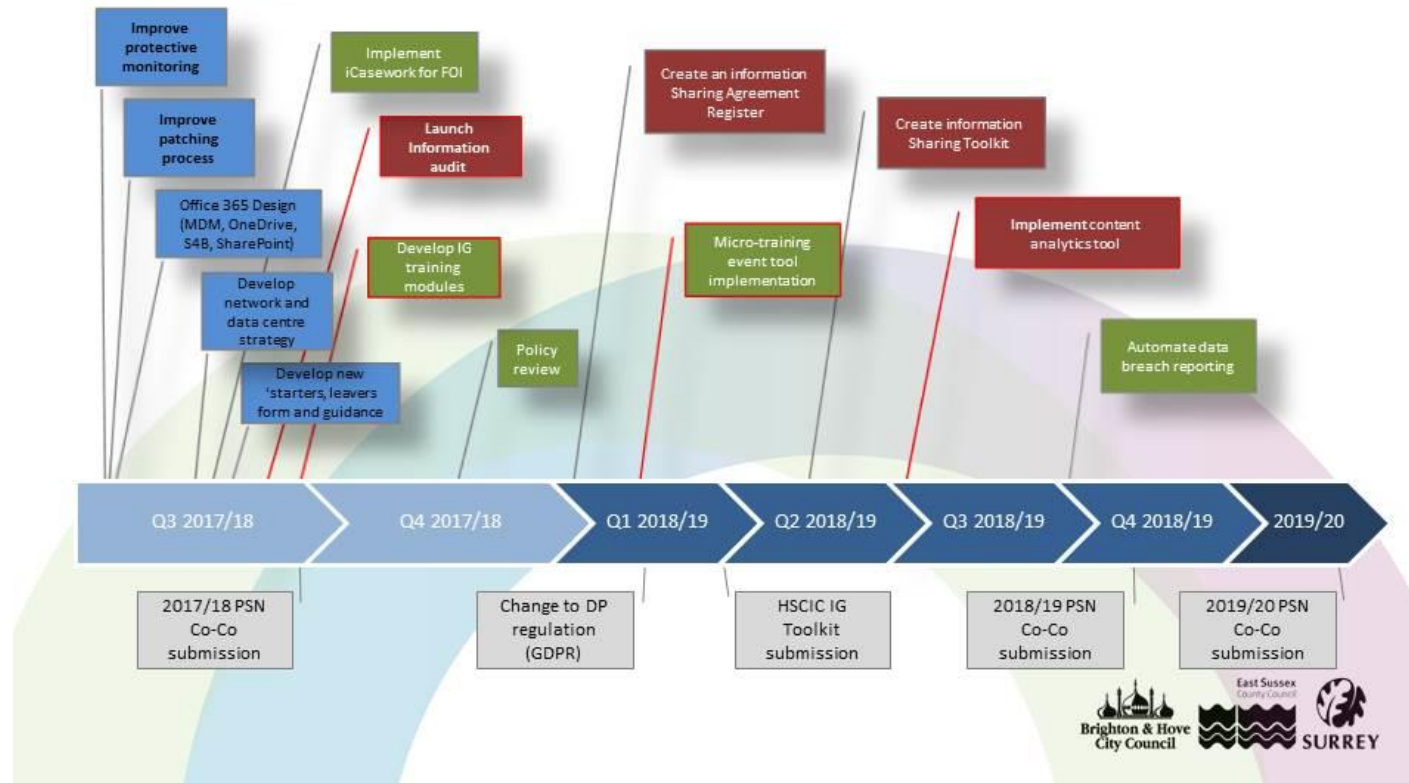 Improve
protective
monitoring
Improve
patching
process
Office 365 Design
(MDM, OneDrive,
S4B, SharePoint)
Develop
network and
data centre
strategy
Develop new
'starters, leavers
form and guidance
Implement
iCasework for FOI
Launch
Information
audit
Develop IG
training
modules
Policy
review
Create an information
Sharing Agreement
Register
Micro-training
event tool
implementation
Create information
Sharing Toolkit
Implement content
analytics tool
Automate data
breach reporting
Q3 2017/18
Q4 2017/18
Q1 2018/19
Q2 2018/19
Q3 2018/19
Q4 2018/19
2019/20
2017/18 PSN
Co-Co
submission
Change to DP
regulation
(GDPR)
HSCIC IG
Toolkit
submission
2018/19 PSN
Co-Co
submission
2019/20 PSN
Co-Co
submission
Brighton & Hove
City Council
East Sussex
County Council
SURREY